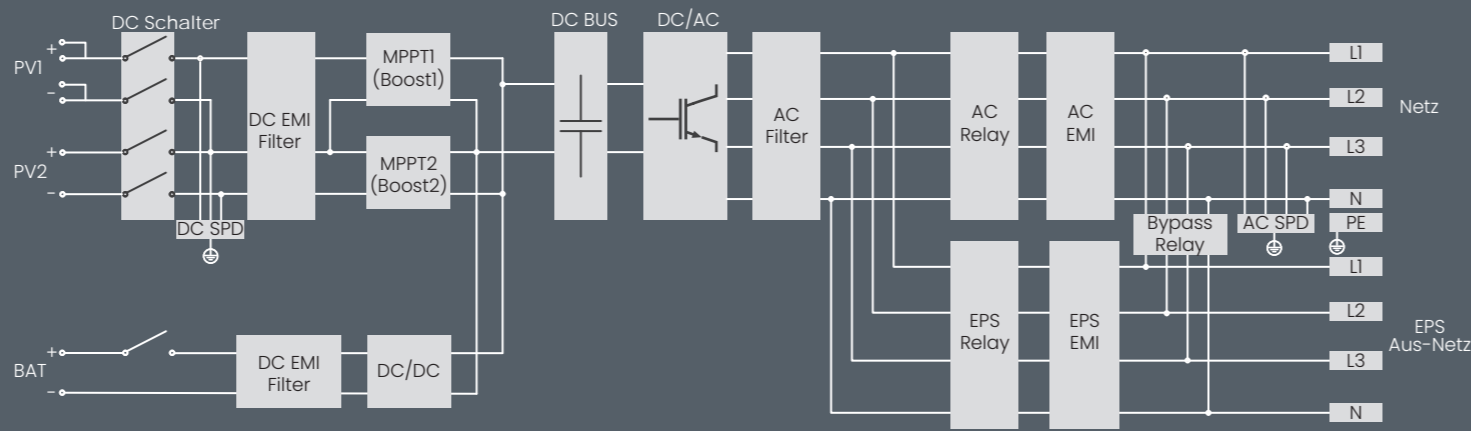 DC Schalter
DC BUS
DC/AC
PV1
+
-
PV2
+
-
DC EMI
Filter
MPPT1
(Boost1)
MPPT2
(Boost2)
DC SPD
AC
Filter
AC
Relay
AC
EMI
L1
L2
L3
N
PE
Netz
Bypass
Relay
AC SPD
BAT
+
-
DC EMI
Filter
DC/DC
EPS
Relay
EPS
EMI
L1
L2
L3
N
EPS
Aus-Netz